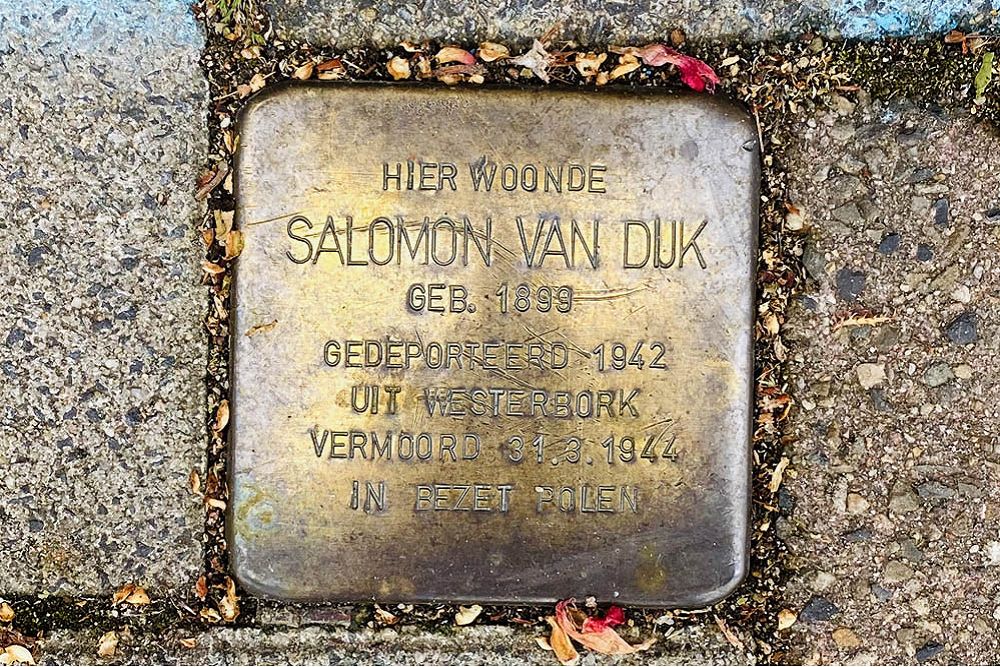 HIER WOONDE
SALOMON VAN DIJK
GEB. 1899
GEDEPORTEERD 1942
UIT WESTERBORK
VERMOORD 31.3.1944
IN BEZET POLEN